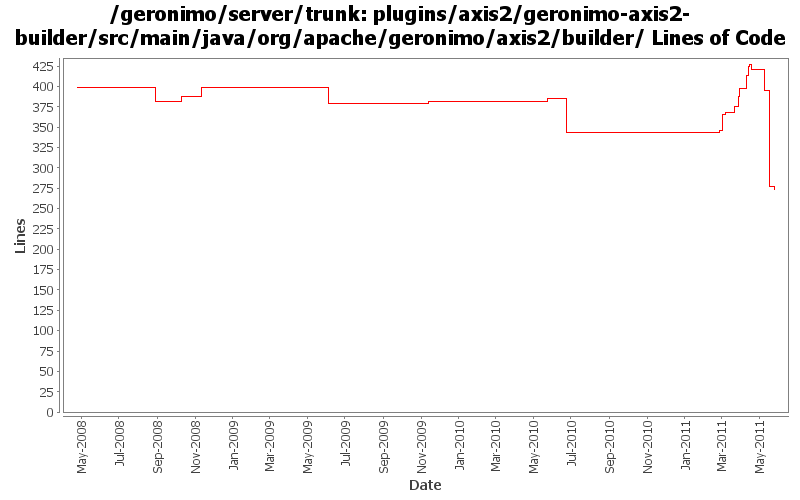 /geronimo/server/trunk: plugins/axis2/geronimo-axis2-
builder/src/main/java/org/apache/geronimo/axis2/builder/ Lines of Code
Lines
425
400
375
350
325
300
275
250
225
200
175
150
125
100
75
50
25
0
May-2008
Jul-2008
Sep-2008
Nov-2008
Jan-2009
Mar-2009
May-2009
Jul-2009
Sep-2009
Nov-2009
Jan-2010
Mar-2010
May-2010
Jul-2010
Sep-2010
Nov-2010
Jan-2011
Mar-2011
May-2011
Date